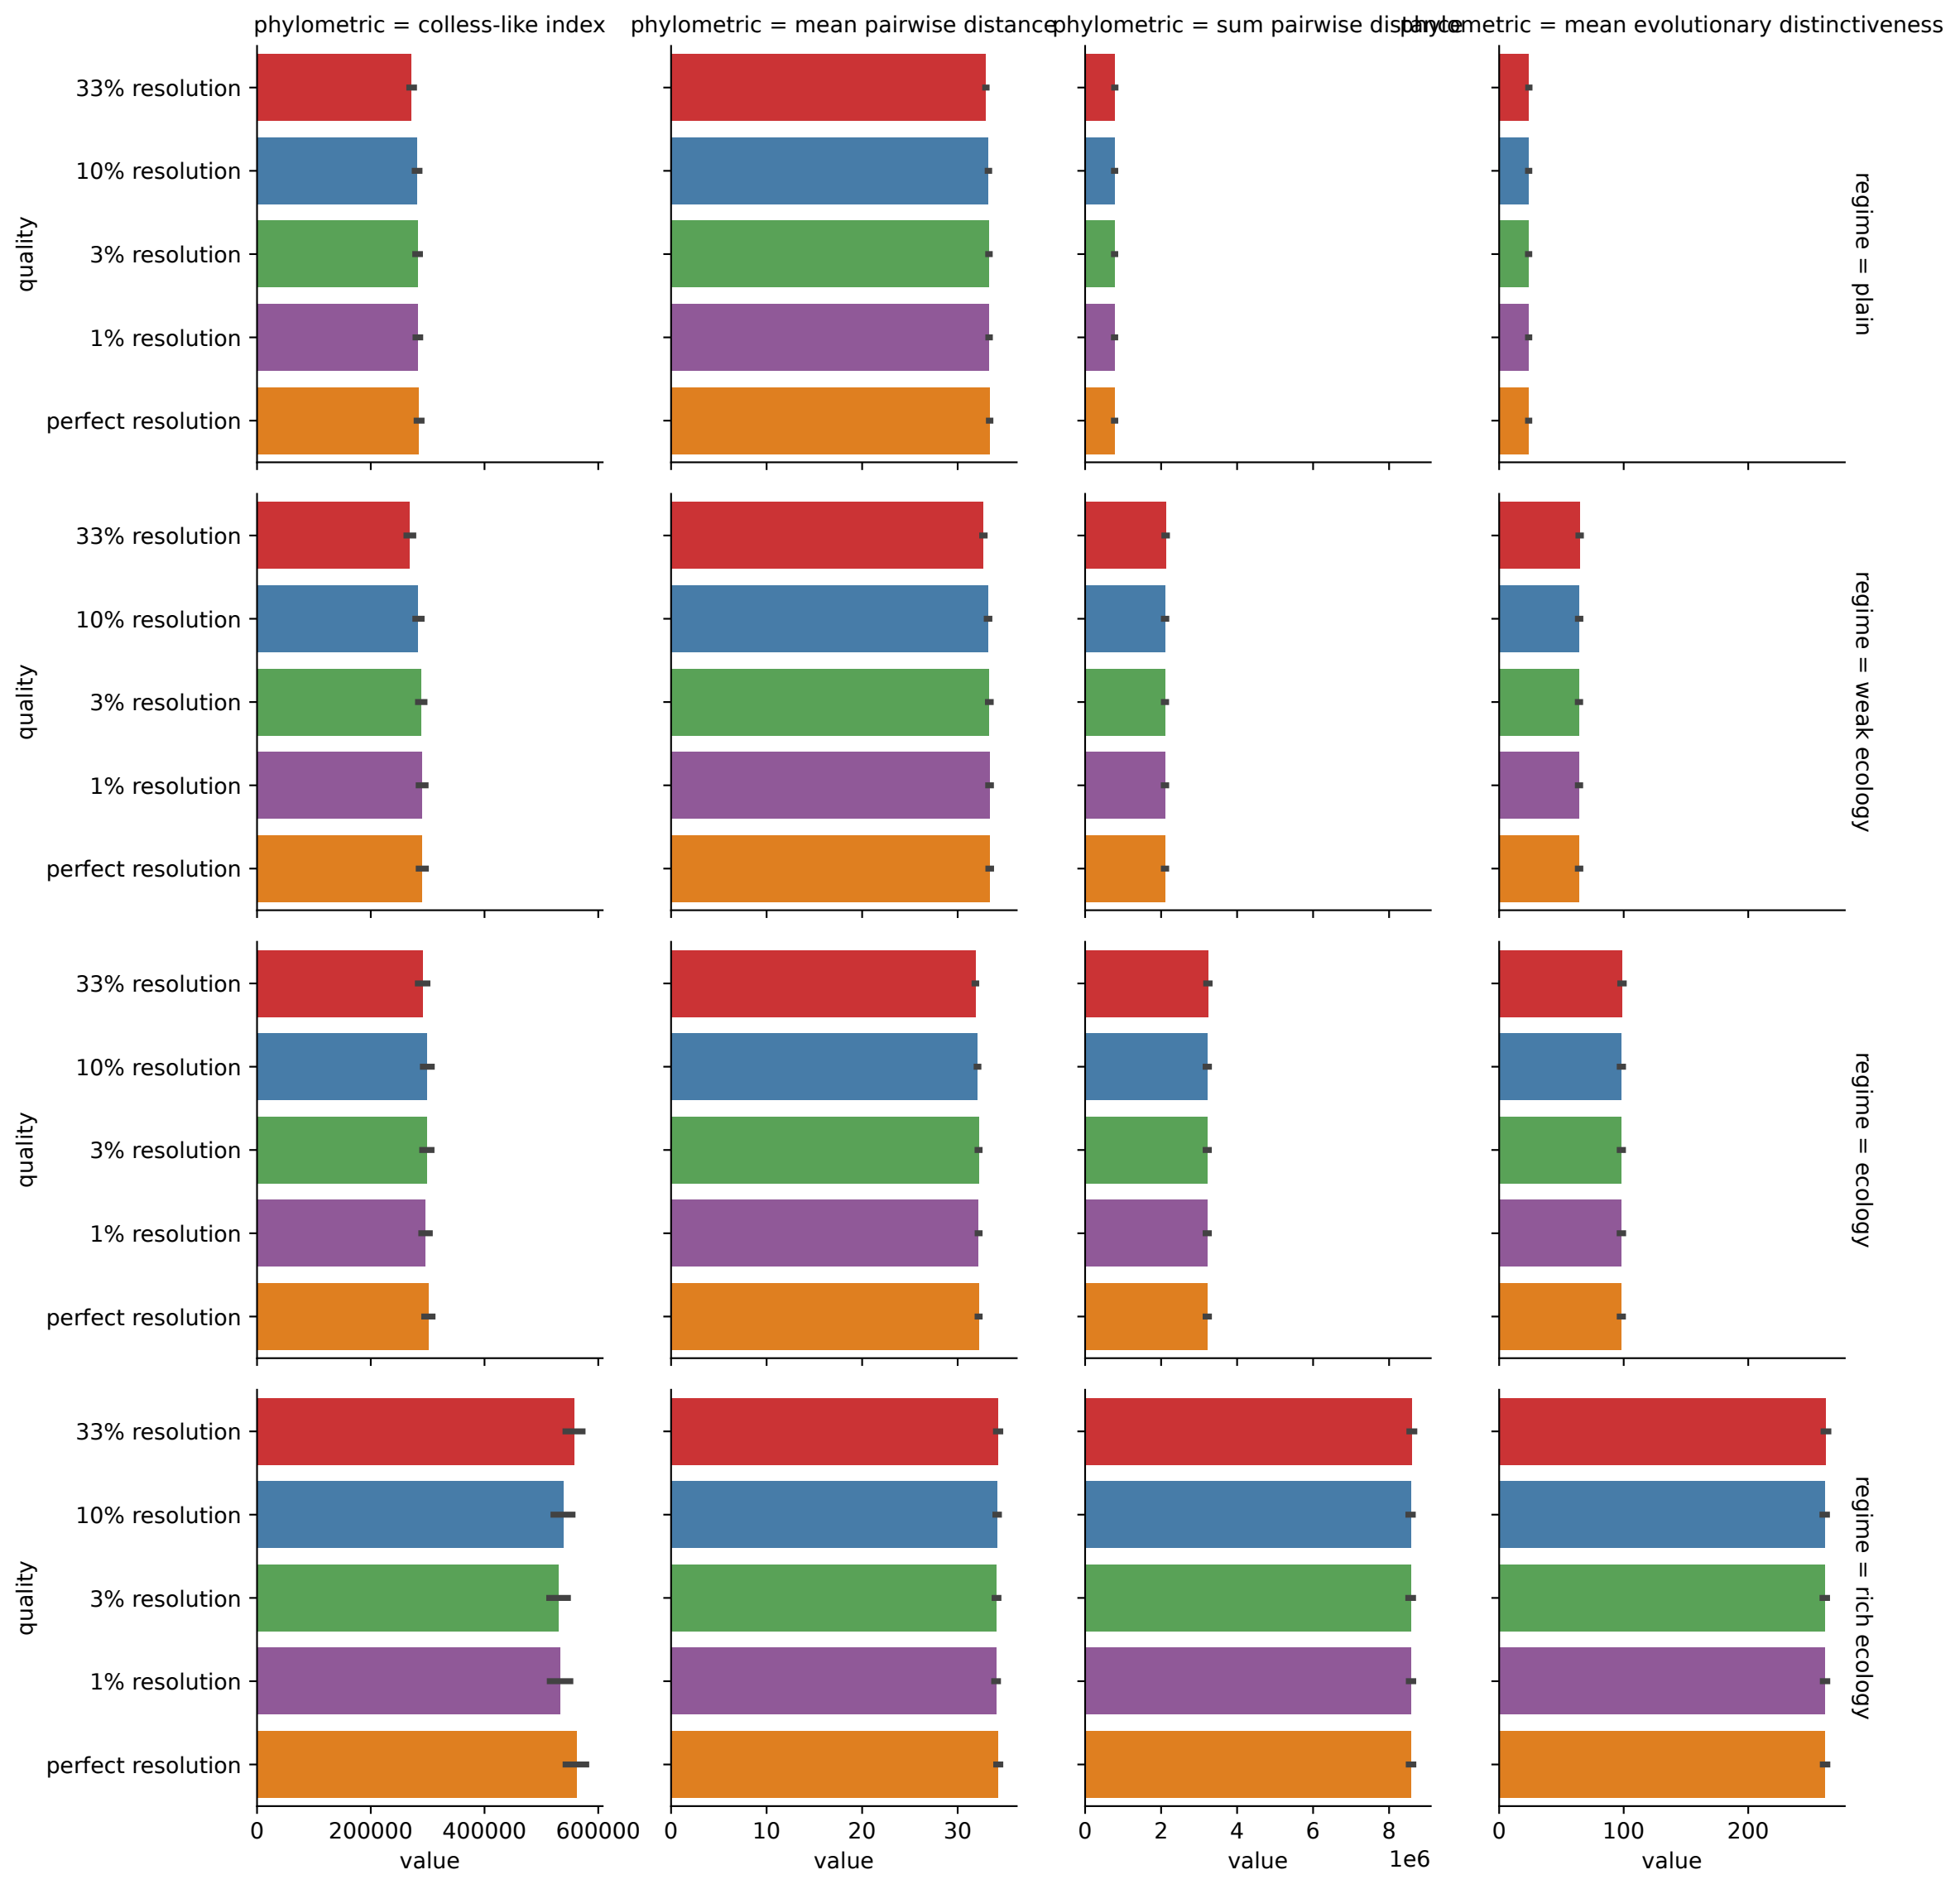 phylometric = colless-like index
phylometric = mean pairwise distance
phylometric = sum pairwise distance
phylometric = mean evolutionary distinctiveness
quality
33% resolution
10% resolution
3% resolution
1% resolution
perfect resolution
regime = plain
quality
33% resolution
10% resolution
3% resolution
1% resolution
perfect resolution
regime = weak ecology
quality
33% resolution
10% resolution
3% resolution
1% resolution
perfect resolution
regime = ecology
quality
33% resolution
10% resolution
3% resolution
1% resolution
perfect resolution
regime = rich ecology
0 200000 400000 600000
0 10 20 30
0 2 4 6 8
0 100 200
1e6
value
value
value
value